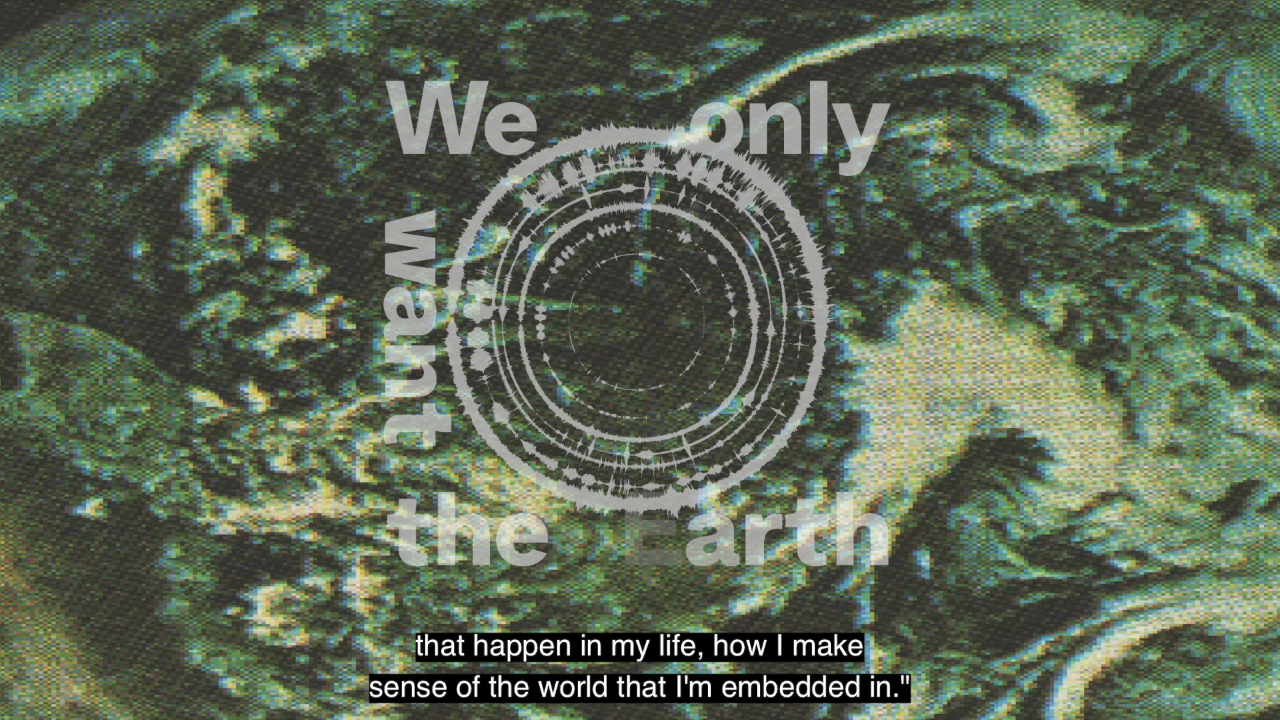 We only
want
the Earth
that happen in my life, how I make
sense of the world that I'm embedded in."